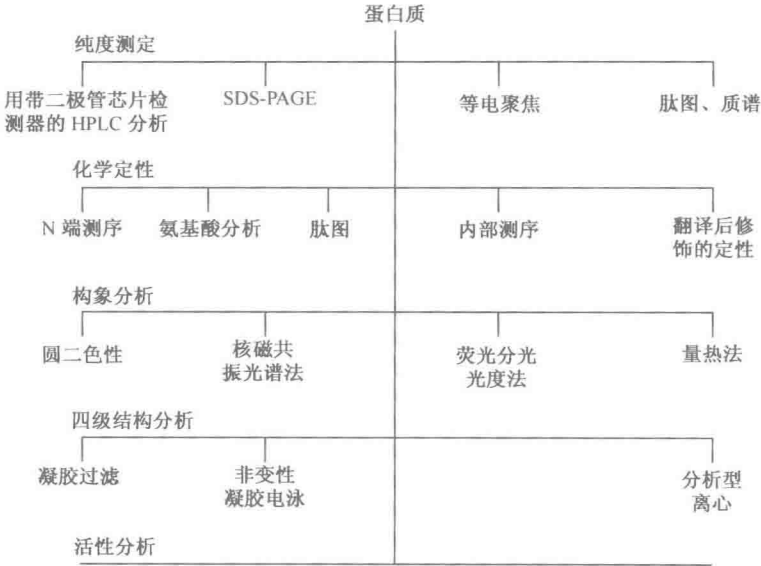 蛋白质
纯度测定
用带二极管芯片检
测器的 HPLC 分析
SDS-PAGE
等电聚焦
肽图、质谱
化学定性
N 端测序
氨基酸分析
肽图
内部测序
翻译后修
饰的定性
构象分析
圆二色性
核磁共
振光谱法
荧光分光
光度法
量热法
四级结构分析
凝胶过滤
非变性
凝胶电泳
分析型
离心
活性分析